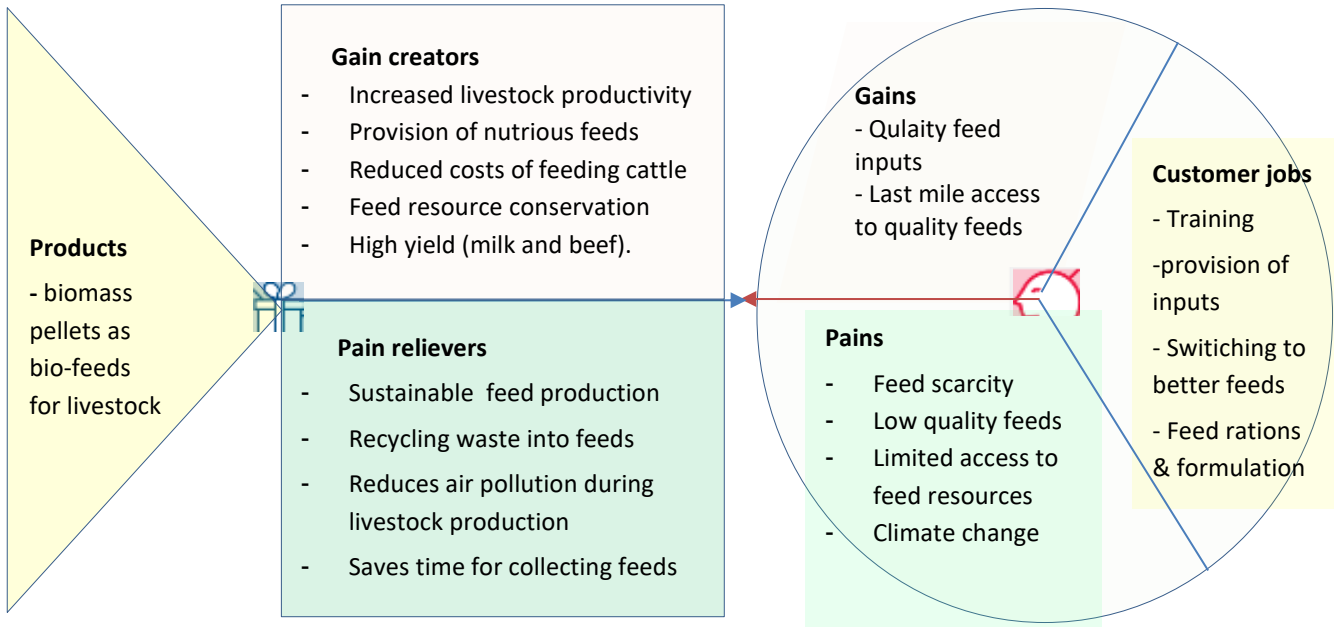 Products
- biomass
pellets as
bio-feeds
for livestock
Gain creators
- Increased livestock productivity
- Provision of nutrious feeds
- Reduced costs of feeding cattle
- Feed resource conservation
- High yield (milk and beef).
Pain relievers
- Sustainable feed production
- Recycling waste into feeds
- Reduces air pollution during
livestock production
- Saves time for collecting feeds
Gains
- Qulaity feed
inputs
- Last mile access
to quality feeds
Pains
- Feed scarcity
- Low quality feeds
- Limited access to
feed resources
- Climate change
Customer jobs
- Training
-provision of
inputs
- Switiching to
better feeds
- Feed rations
& formulation